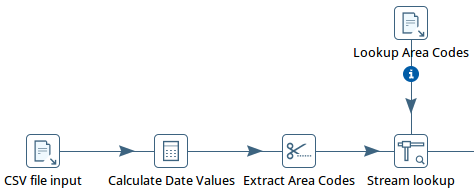 Lookup Area Codes
CSV file input
Calculate Date Values
Extract Area Codes
Stream lookup